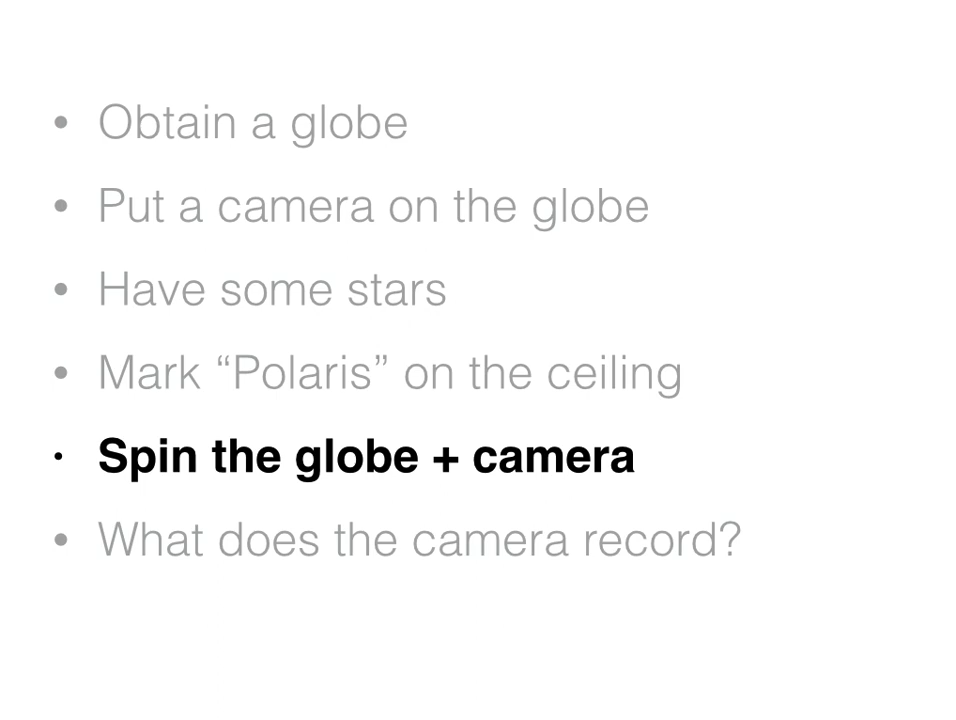 • Obtain a globe
• Put a camera on the globe
• Have some stars
• Mark “Polaris” on the ceiling
• Spin the globe + camera
• What does the camera record?